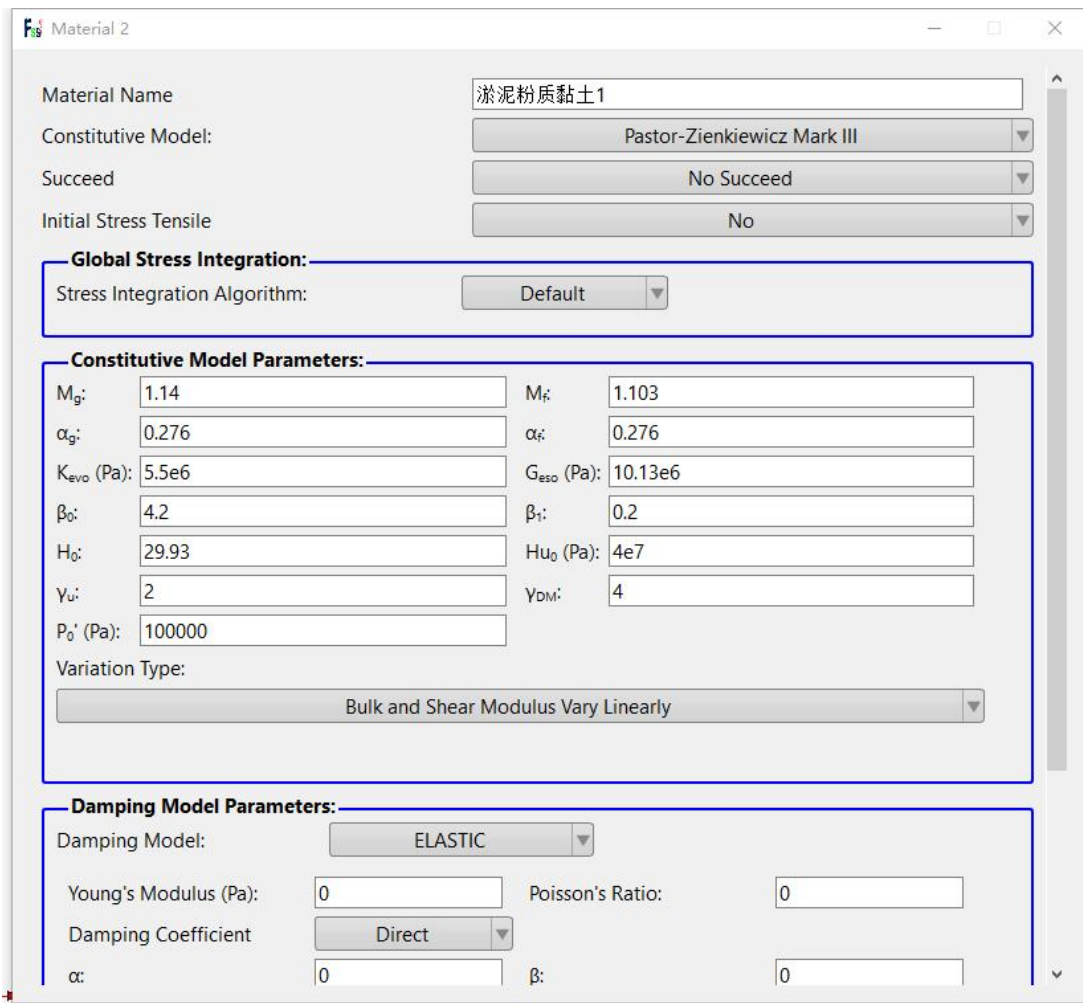 Material 2
Material Name 淤泥粉质黏土1
Constitutive Model: Pastor-Zienkiewicz Mark III
Succeed No Succeed
Initial Stress Tensile No
Global Stress Integration:
Stress Integration Algorithm: Default
Constitutive Model Parameters:
Mg: 1.14 Mf: 1.103
αg: 0.276 αf: 0.276
Kevo (Pa): 5.5e6 Geso (Pa): 10.13e6
β₀: 4.2 β₁: 0.2
H₀: 29.93 Hu₀ (Pa): 4e7
γu: 2 γDM: 4
P₀' (Pa): 100000
Variation Type:
Bulk and Shear Modulus Vary Linearly
Damping Model Parameters:
Damping Model: ELASTIC
Young's Modulus (Pa): 0 Poisson's Ratio: 0
Damping Coefficient Direct
α: 0 β: 0